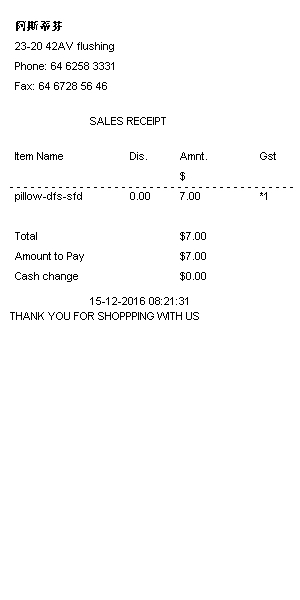 阿斯蒂芬
23-20 42AV flushing
Phone: 64 6258 3331
Fax: 64 6728 56 46
SALES RECEIPT
Item Name Dis. Amnt. Gst
$
pillow-dfs-sfd 0.00 7.00 *1
Total $7.00
Amount to Pay $7.00
Cash change $0.00
15-12-2016 08:21:31
THANK YOU FOR SHOPPPING WITH US